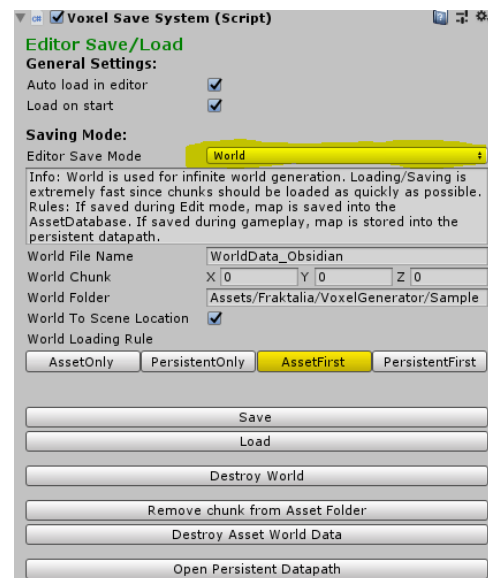 Voxel Save System (Script)
Editor Save/Load
General Settings:
Auto load in editor
Load on start
Saving Mode:
Editor Save Mode World
Info: World is used for infinite world generation. Loading/Saving is
extremely fast since chunks should be loaded as quickly as possible.
Rules: If saved during Edit mode, map is saved into the
AssetDatabase. If saved during gameplay, map is stored into the
persistent datapath.
World File Name WorldData_Obsidian
World Chunk X 0 Y 0 Z 0
World Folder Assets/Fraktalia/VoxelGenerator/Sample
World To Scene Location
World Loading Rule
AssetOnly PersistentOnly AssetFirst PersistentFirst
Save
Load
Destroy World
Remove chunk from Asset Folder
Destroy Asset World Data
Open Persistent Datapath